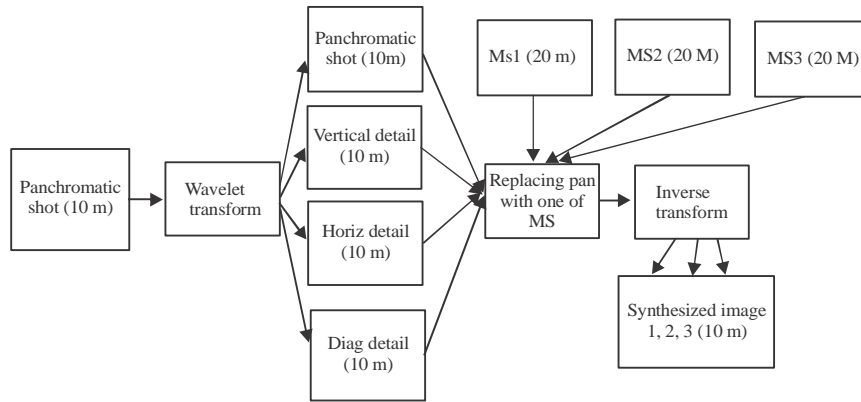 Panchromatic
shot (10 m)
Wavelet
transform
Panchromatic
shot (10m)
Vertical detail
(10 m)
Horiz detail
(10 m)
Diag detail
(10 m)
Ms1 (20 m)
MS2 (20 M)
MS3 (20 M)
Replacing pan
with one of
MS
Inverse
transform
Synthesized image
1, 2, 3 (10 m)